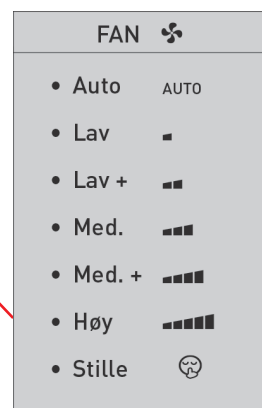 FAN
• Auto AUTO
• Lav
• Lav +
• Med.
• Med. +
• Høy
• Stille